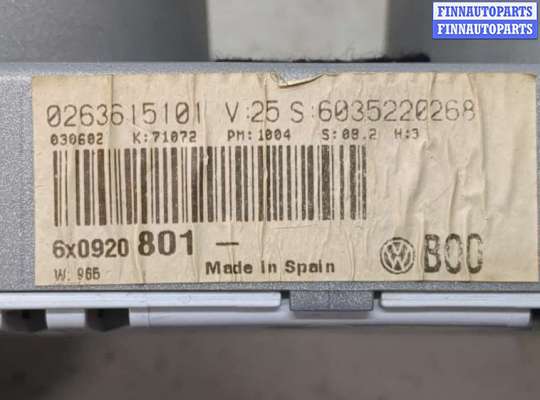 FINNAUTOPARTS
FINNAUTOPARTS
0263615101 V:25 S:6035220268
030602 K:71072 PM:1004 S:08.2 H:3
6x0920 801 -
W. 965 Made in Spain B00